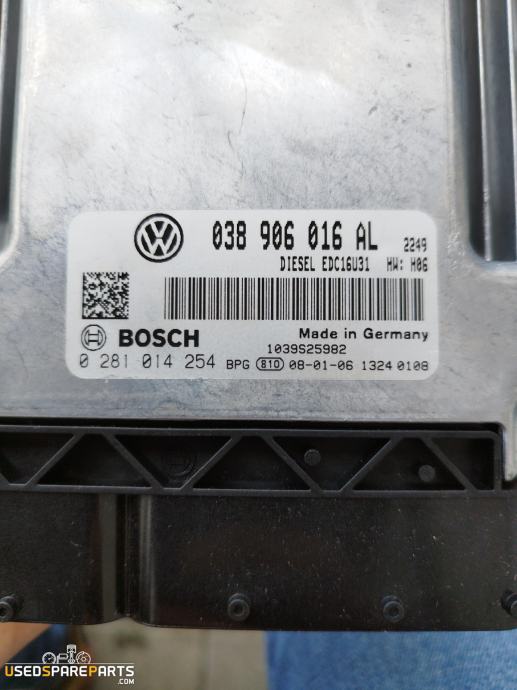 038 906 016 AL 2249
DIESEL EDC16U31 HW: H06
BOSCH Made in Germany
1039S25982
0 281 014 254 BPG 810 08-01-06 1324 0108
USEDSPAREPARTS
.COM